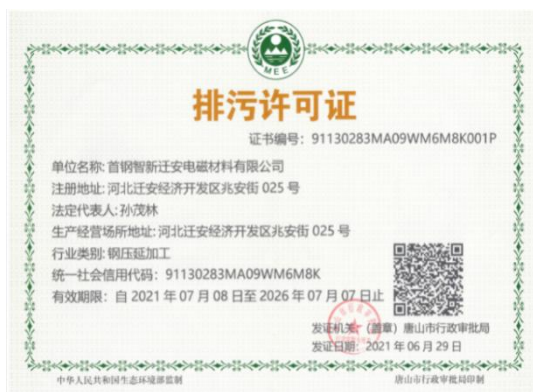 MEE
排污许可证
证书编号：91130283MA09WM6M8K001P
单位名称：首钢智新迁安电磁材料有限公司
注册地址：河北迁安经济开发区兆安街 025 号
法定代表人：孙茂林
生产经营场所地址：河北迁安经济开发区兆安街 025 号
行业类别：钢压延加工
统一社会信用代码：91130283MA09WM6M8K
有效期限：自 2021 年 07 月 08 日至 2026 年 07 月 07 日止
发证机关：（盖章）唐山市行政审批局
发证日期：2021 年 06 月 29 日
中华人民共和国生态环境部监制
唐山市行政审批局印制